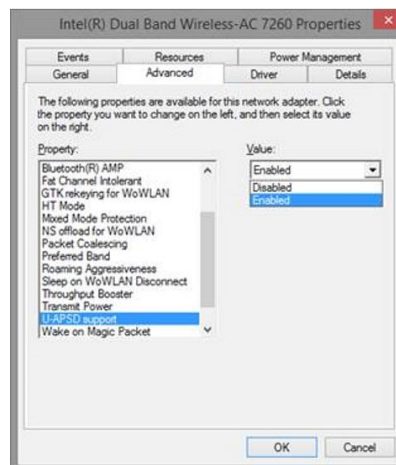 Intel(R) Dual Band Wireless-AC 7260 Properties
Events Resources Power Management
General Advanced Driver Details
The following properties are available for this network adapter. Click
the property you want to change on the left, and then select its value
on the right.
Property: Value:
Bluetooth(R) AMP
Fat Channel Intolerant
GTK rekeying for WoWLAN
HT Mode
Mixed Mode Protection
NS offload for WoWLAN
Packet Coalescing
Preferred Band
Roaming Aggressiveness
Sleep on WoWLAN Disconnect
Throughput Booster
Transmit Power
U-APSD support
Wake on Magic Packet
Enabled
Disabled
Enabled
OK Cancel